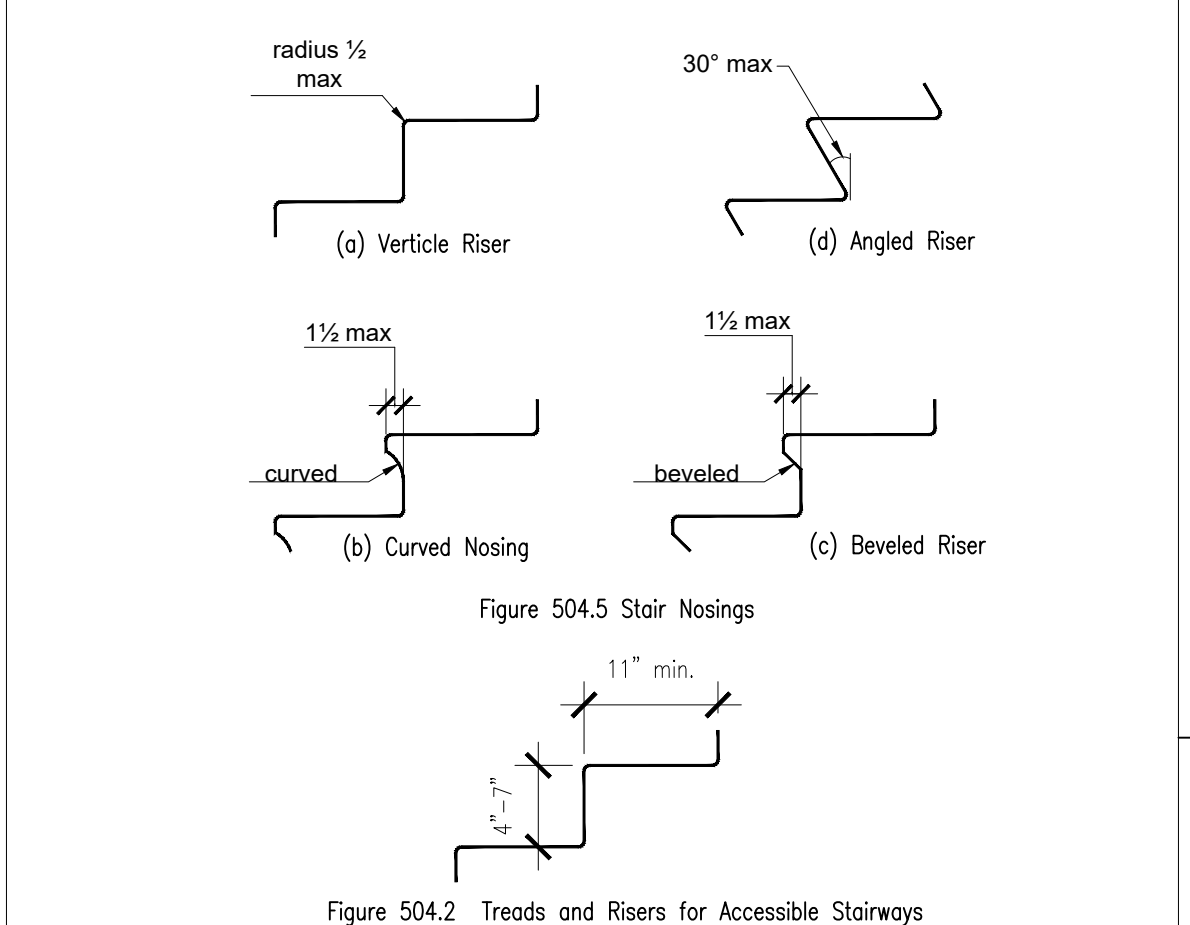 radius ½
max
30° max
(a) Verticle Riser
(d) Angled Riser
1½ max
1½ max
curved
beveled
(b) Curved Nosing
(c) Beveled Riser
Figure 504.5 Stair Nosings
11" min.
4"-7"
Figure 504.2 Treads and Risers for Accessible Stairways